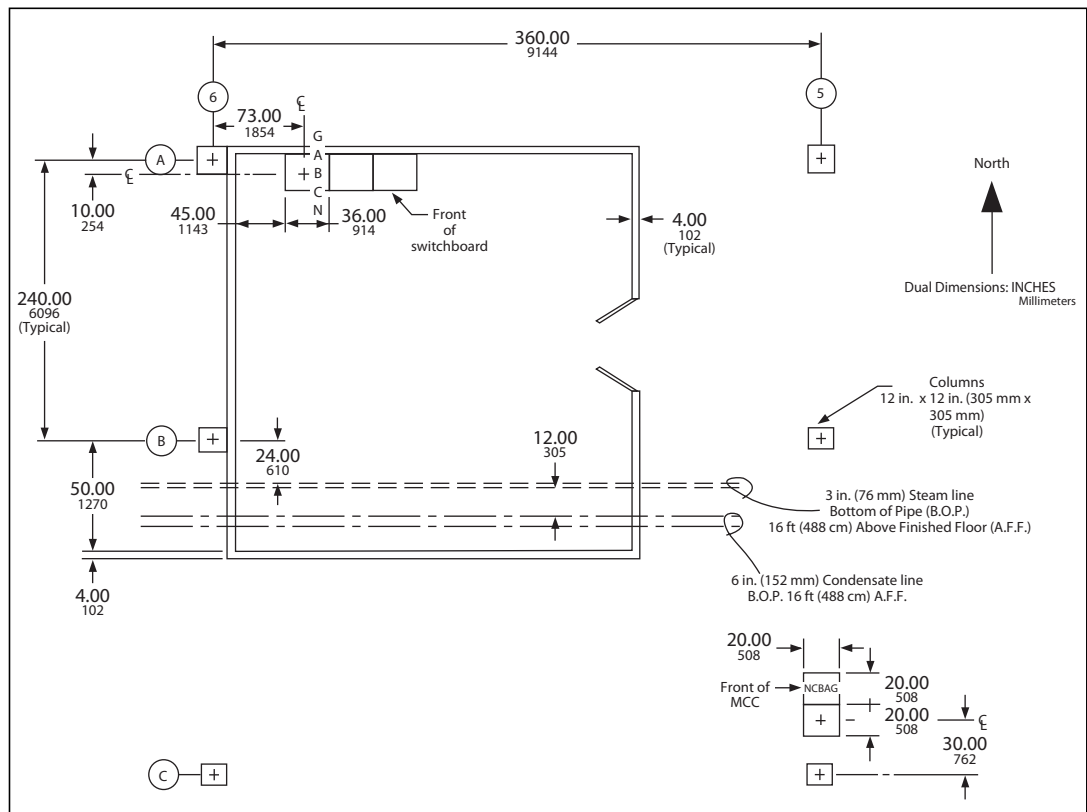 360.00
9144
6
5
73.00
1854
℄
G
A
B
C
N
A
℄
10.00
254
45.00
1143
36.00
914
Front
of
switchboard
4.00
102
(Typical)
North
Dual Dimensions: INCHES
Millimeters
240.00
6096
(Typical)
Columns
12 in. x 12 in. (305 mm x
305 mm)
(Typical)
B
24.00
610
12.00
305
50.00
1270
3 in. (76 mm) Steam line
Bottom of Pipe (B.O.P.)
16 ft (488 cm) Above Finished Floor (A.F.F.)
4.00
102
6 in. (152 mm) Condensate line
B.O.P. 16 ft (488 cm) A.F.F.
20.00
508
Front of
MCC
NCBAG
20.00
508
20.00
508
℄
30.00
762
C